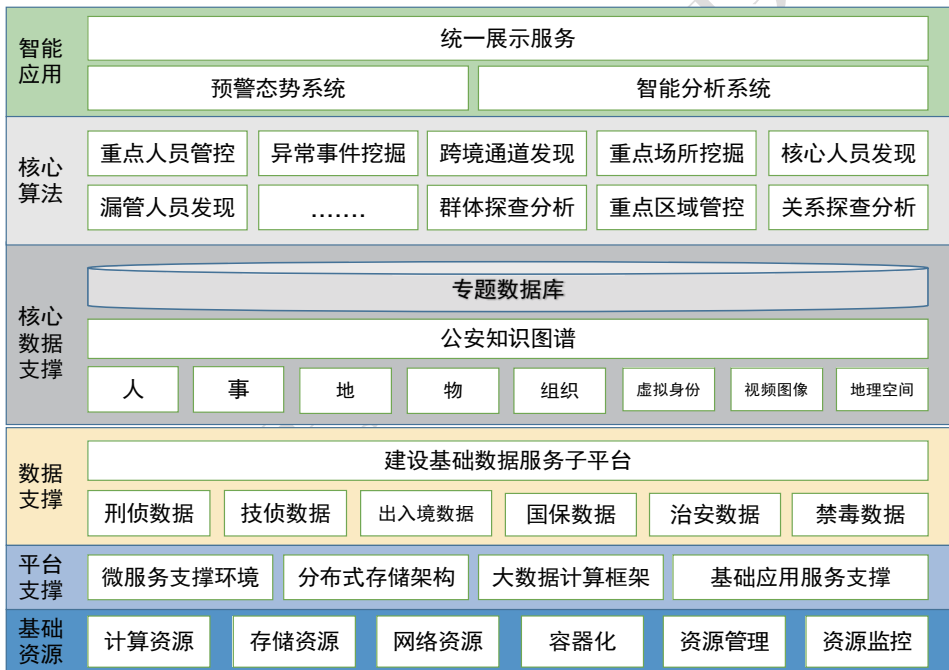 智能
应用
统一展示服务
预警态势系统
智能分析系统
核心
算法
重点人员管控
异常事件挖掘
跨境通道发现
重点场所挖掘
核心人员发现
漏管人员发现
.......
群体探查分析
重点区域管控
关系探查分析
核心
数据
支撑
专题数据库
公安知识图谱
人
事
地
物
组织
虚拟身份
视频图像
地理空间
数据
支撑
建设基础数据服务子平台
刑侦数据
技侦数据
出入境数据
国保数据
治安数据
禁毒数据
平台
支撑
微服务支撑环境
分布式存储架构
大数据计算框架
基础应用服务支撑
基础
资源
计算资源
存储资源
网络资源
容器化
资源管理
资源监控